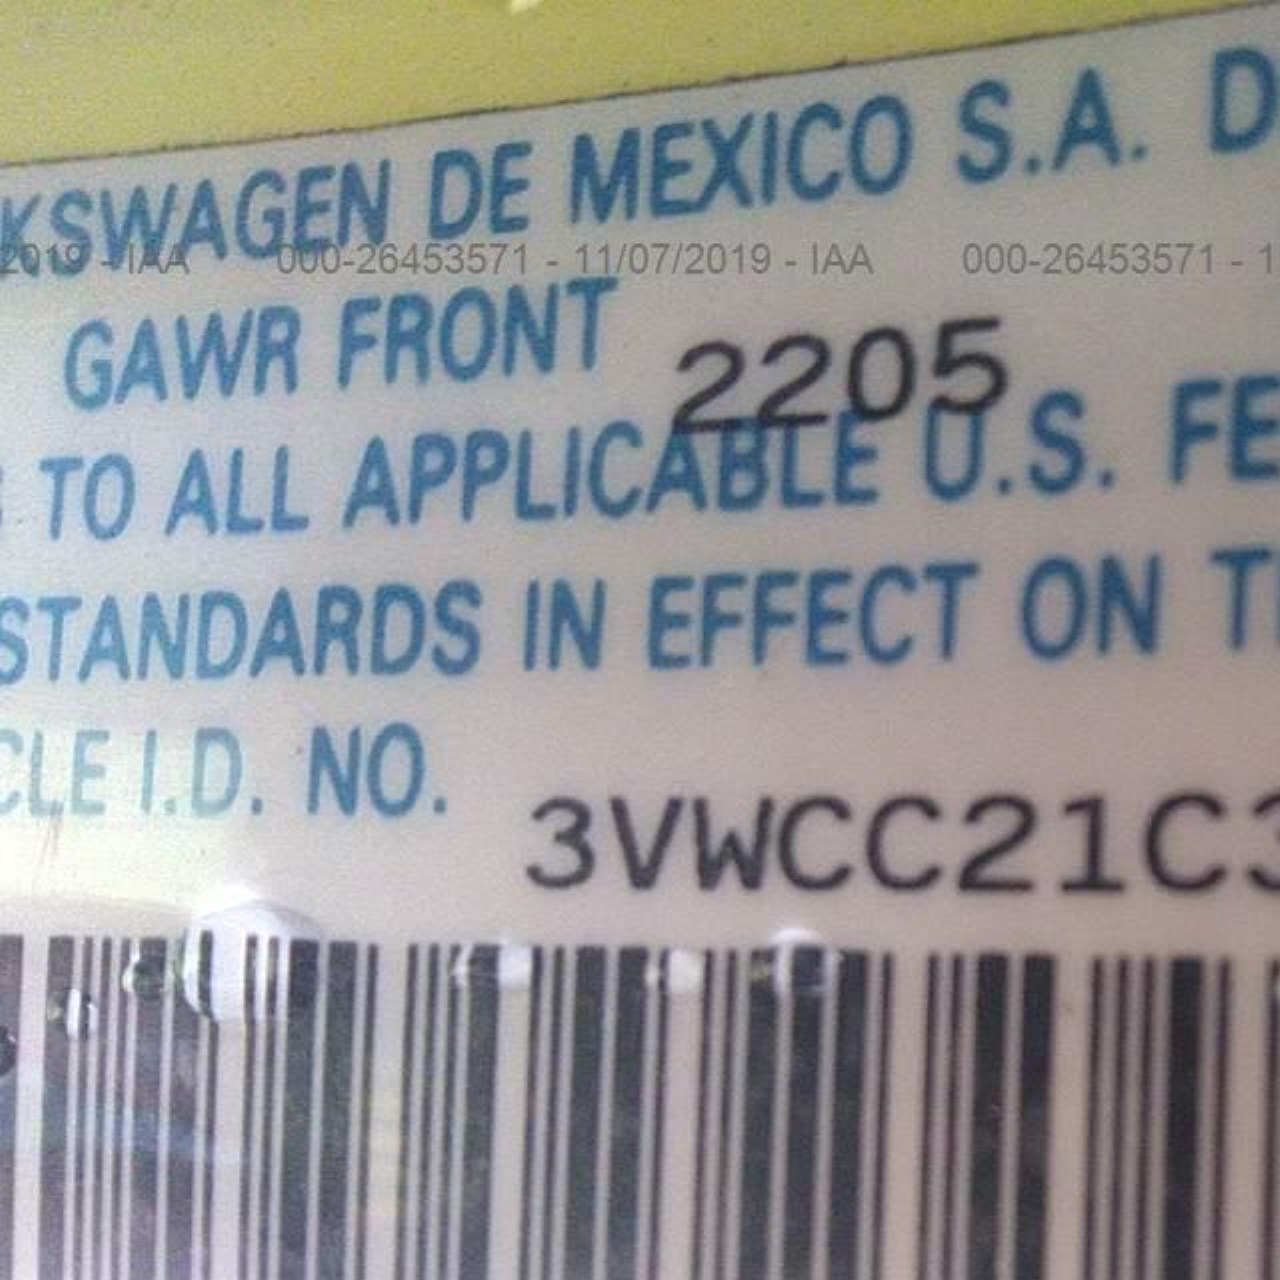 KSWAGEN DE MEXICO S.A. D
2019 - IAA 000-26453571 - 11/07/2019 - IAA 000-26453571 - 1
GAWR FRONT 2205
TO ALL APPLICABLE U.S. FE
STANDARDS IN EFFECT ON T
CLE I.D. NO. 3VWCC21C3